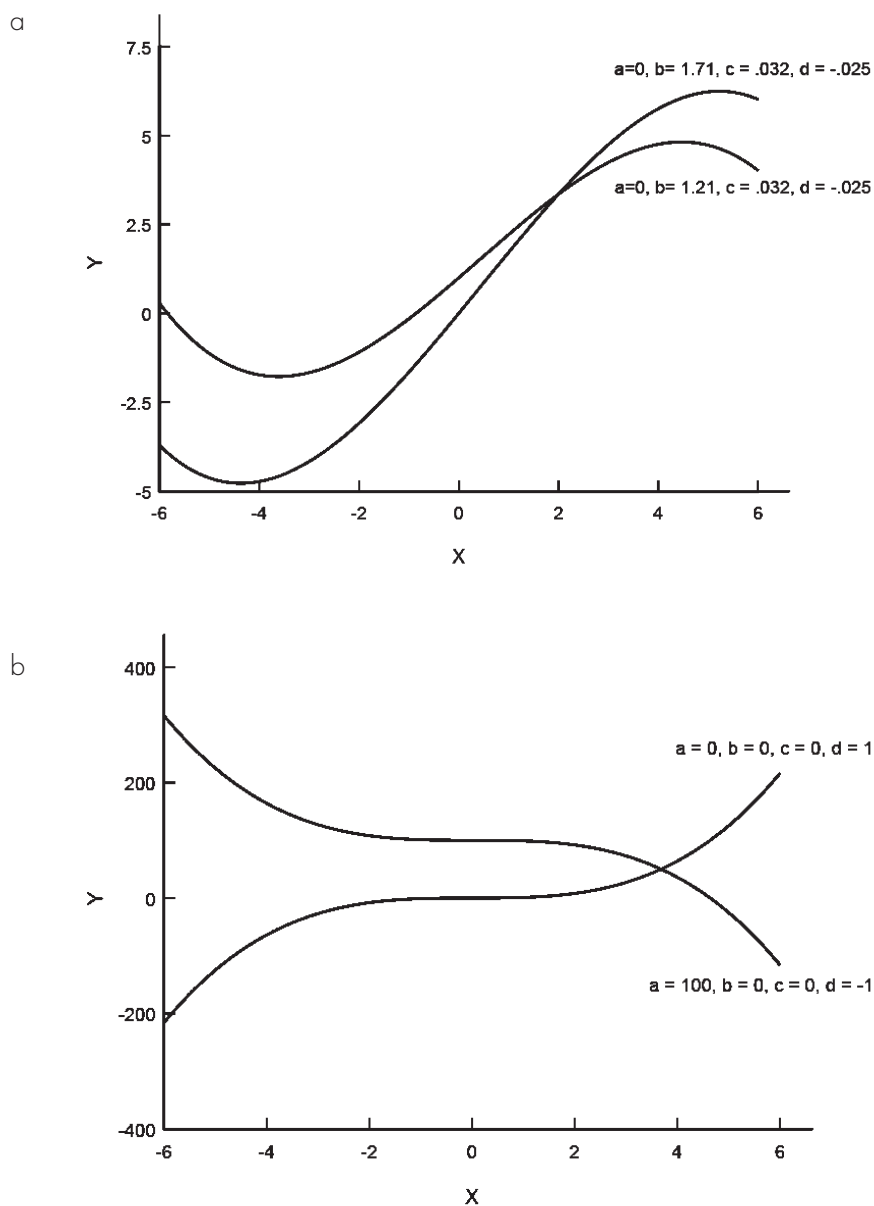 a
7.5
a=0, b= 1.71, c = .032, d = -.025
5
a=0, b= 1.21, c = .032, d = -.025
2.5
Y
0
-2.5
-5
-6 -4 -2 0 2 4 6
X
b
400
a = 0, b = 0, c = 0, d = 1
200
Y
0
a = 100, b = 0, c = 0, d = -1
-200
-400
-6 -4 -2 0 2 4 6
X